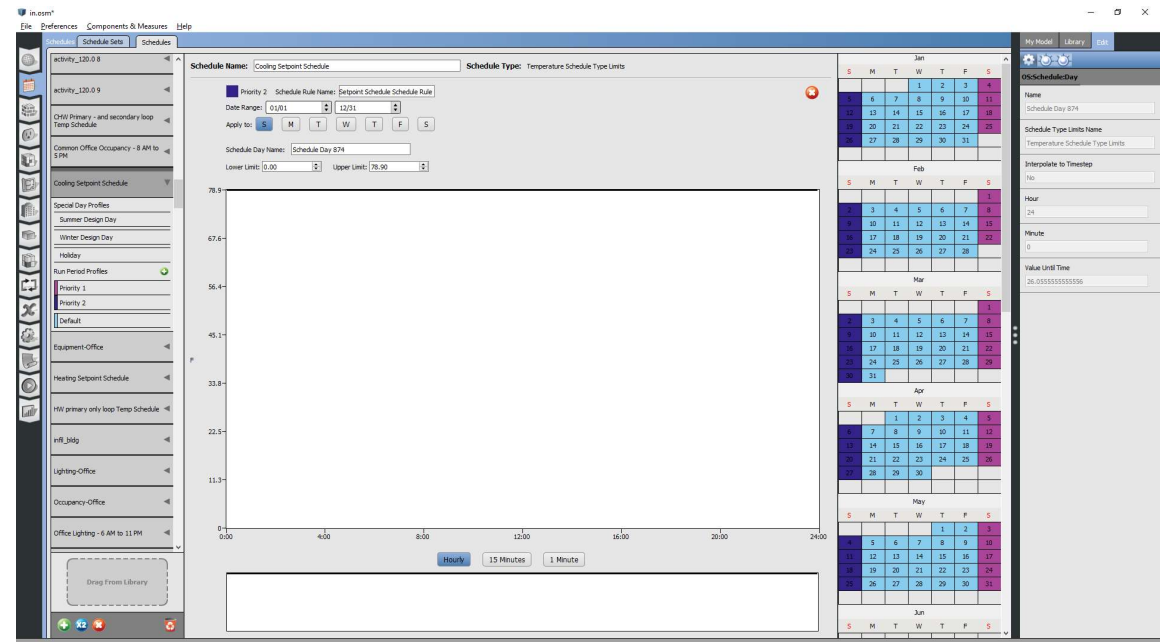 in.osm*
File Preferences Components & Measures Help
Schedules Schedule Sets Schedules
activity_120.0 8
activity_120.0 9
CHW Primary - and secondary loop
Temp Schedule
Common Office Occupancy - 8 AM to
5 PM
Cooling Setpoint Schedule
Special Day Profiles
Summer Design Day
Winter Design Day
Holiday
Run Period Profiles
Priority 1
Priority 2
Default
Equipment-Office
Heating Setpoint Schedule
HW primary only loop Temp Schedule
infil_bldg
Lighting-Office
Occupancy-Office
Office Lighting - 6 AM to 11 PM
Drag From Library
X2
Schedule Name: Cooling Setpoint Schedule Schedule Type: Temperature Schedule Type Limits
Priority 2 Schedule Rule Name: Setpoint Schedule Schedule Rule
Date Range: 01/01 12/31
Apply to: S M T W T F S
Schedule Day Name: Schedule Day 874
Lower Limit: 0.00 Upper Limit: 78.90
78.9
67.6
56.4
45.1
F
33.8
22.5
11.3
0
0:00 4:00 8:00 12:00 16:00 20:00 24:00
Hourly 15 Minutes 1 Minute
Jan
S M T W T F S
1 2 3 4
5 6 7 8 9 10 11
12 13 14 15 16 17 18
19 20 21 22 23 24 25
26 27 28 29 30 31
Feb
S M T W T F S
1
2 3 4 5 6 7 8
9 10 11 12 13 14 15
16 17 18 19 20 21 22
23 24 25 26 27 28
Mar
S M T W T F S
1
2 3 4 5 6 7 8
9 10 11 12 13 14 15
16 17 18 19 20 21 22
23 24 25 26 27 28 29
30 31
Apr
S M T W T F S
1 2 3 4 5
6 7 8 9 10 11 12
13 14 15 16 17 18 19
20 21 22 23 24 25 26
27 28 29 30
May
S M T W T F S
1 2 3
4 5 6 7 8 9 10
11 12 13 14 15 16 17
18 19 20 21 22 23 24
25 26 27 28 29 30 31
Jun
S M T W T F S
My Model Library Edit
OS:Schedule:Day
Name
Schedule Day 874
Schedule Type Limits Name
Temperature Schedule Type Limits
Interpolate to Timestep
No
Hour
24
Minute
0
Value Until Time
26.0555555555556